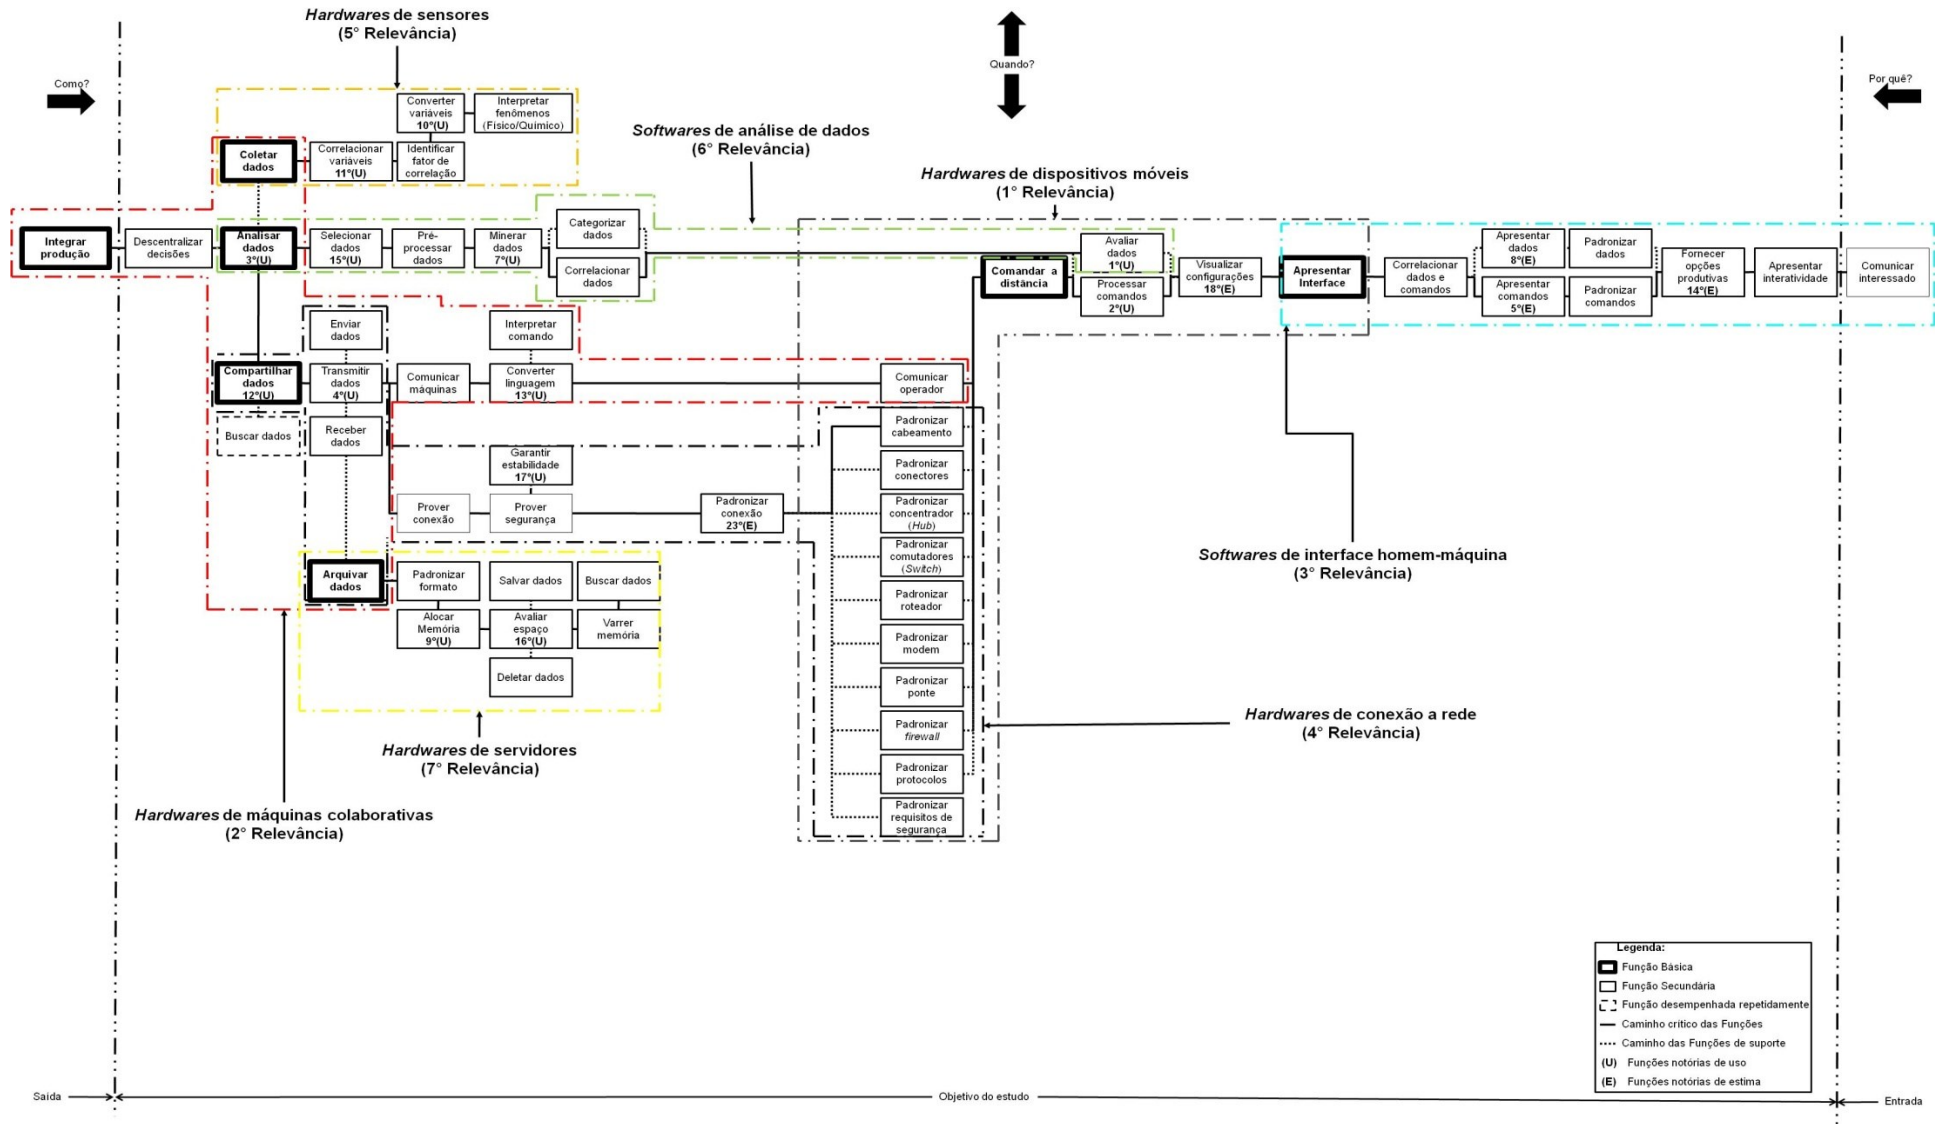 Hardwares de sensores
(5° Relevância)
Como?
Quando?
Por quê?
Converter
variáveis
10°(U)
Interpretar
fenômenos
(Físico/Químico)
Softwares de análise de dados
(6° Relevância)
Coletar
dados
Correlacionar
variáveis
11°(U)
Identificar
fator de
correlação
Hardwares de dispositivos móveis
(1° Relevância)
Integrar
produção
Descentralizar
decisões
Analisar
dados
3°(U)
Selecionar
dados
15°(U)
Pré-
processar
dados
Minerar
dados
7°(U)
Categorizar
dados
Correlacionar
dados
Comandar a
distância
Avaliar
dados
1°(U)
Processar
comandos
2°(U)
Visualizar
configurações
18°(E)
Apresentar
Interface
Correlacionar
dados e
comandos
Apresentar
dados
8°(E)
Padronizar
dados
Apresentar
comandos
5°(E)
Padronizar
comandos
Fornecer
opções
produtivas
14°(E)
Apresentar
interatividade
Comunicar
interessado
Enviar
dados
Interpretar
comando
Compartilhar
dados
12°(U)
Transmitir
dados
4°(U)
Comunicar
máquinas
Converter
linguagem
13°(U)
Comunicar
operador
Buscar dados
Receber
dados
Padronizar
cabeamento
Garantir
estabilidade
17°(U)
Padronizar
conectores
Prover
conexão
Prover
segurança
Padronizar
conexão
23°(E)
Padronizar
concentrador
(Hub)
Padronizar
comutadores
(Switch)
Softwares de interface homem-máquina
(3° Relevância)
Arquivar
dados
Padronizar
formato
Salvar dados
Buscar dados
Padronizar
roteador
Alocar
Memória
9°(U)
Avaliar
espaço
16°(U)
Varrer
memória
Padronizar
modem
Deletar dados
Padronizar
ponte
Padronizar
firewall
Hardwares de conexão a rede
(4° Relevância)
Hardwares de servidores
(7° Relevância)
Padronizar
protocolos
Hardwares de máquinas colaborativas
(2° Relevância)
Padronizar
requisitos de
segurança
Legenda:
Função Básica
Função Secundária
Função desempenhada repetidamente
Caminho crítico das Funções
Caminho das Funções de suporte
(U) Funções notórias de uso
(E) Funções notórias de estima
Saída
Objetivo do estudo
Entrada